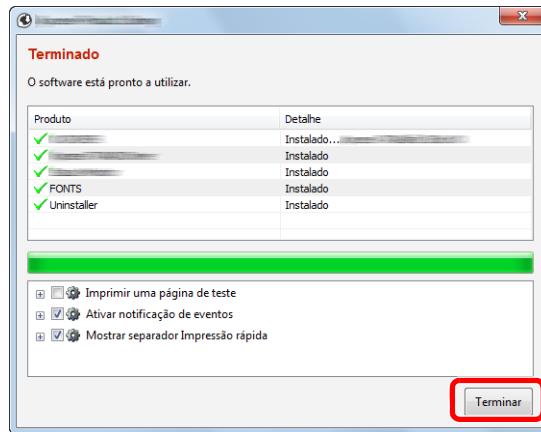 Terminado
O software está pronto a utilizar.
Produto Detalhe
Instalado...
Instalado
Instalado
FONTS Instalado
Uninstaller Instalado
Imprimir uma página de teste
Ativar notificação de eventos
Mostrar separador Impressão rápida
Terminar